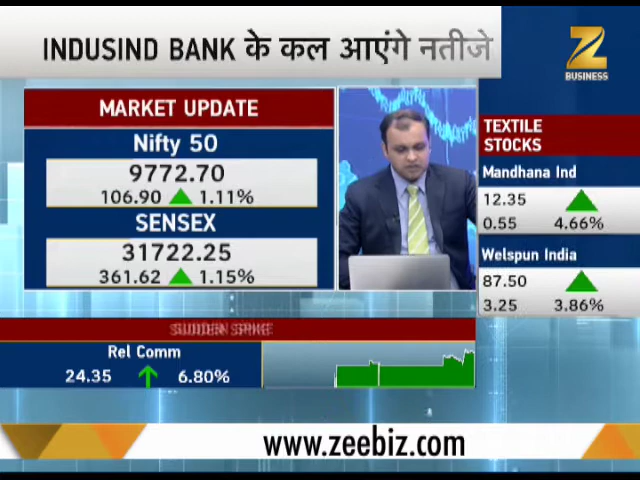 INDUSIND BANK के कल आएंगे नतीजे
Z
BUSINESS
MARKET UPDATE
Nifty 50
9772.70
106.90 1.11%
SENSEX
31722.25
361.62 1.15%
TEXTILE
STOCKS
Mandhana Ind
12.35
0.55 4.66%
Welspun India
87.50
3.25 3.86%
SUDDEN SPIKE
Rel Comm
24.35 6.80%
www.zeebiz.com